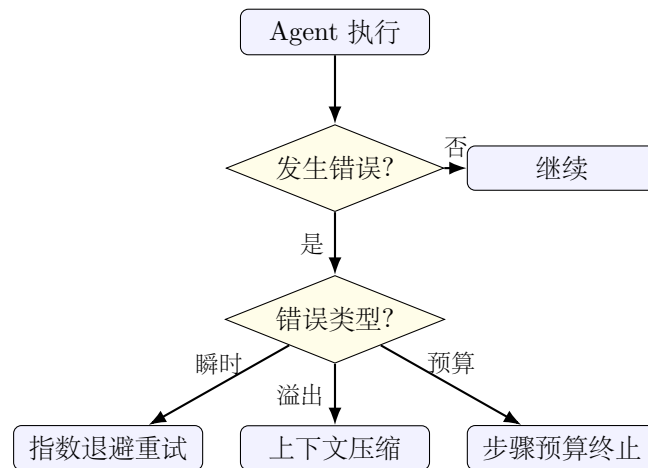 Agent 执行
发生错误?
否
继续
是
错误类型?
瞬时
溢出
预算
指数退避重试
上下文压缩
步骤预算终止